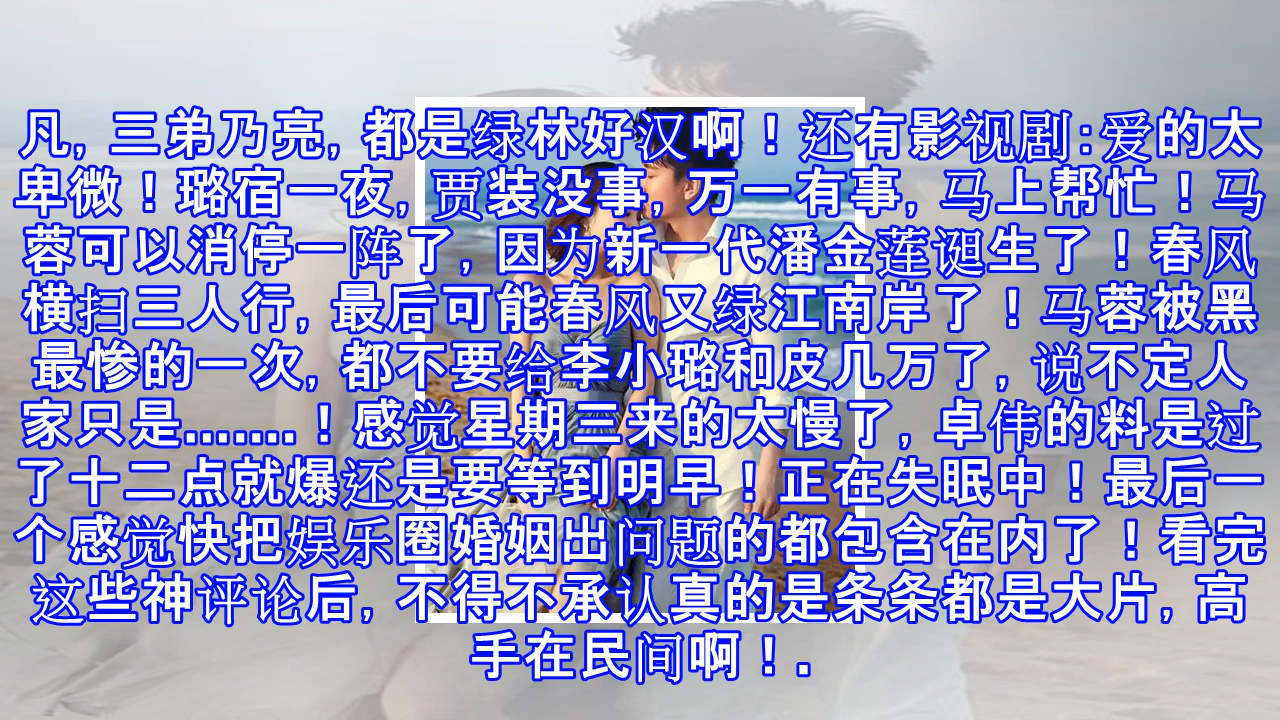 凡, 三弟乃亮, 都是绿林好汉啊！还有影视剧:爱的太
卑微！璐宿一夜, 贾装没事, 万一有事, 马上帮忙！马
蓉可以消停一阵了, 因为新一代潘金莲诞生了！春风
横扫三人行, 最后可能春风又绿江南岸了！马蓉被黑
最惨的一次, 都不要给李小璐和皮几万了, 说不定人
家只是.......！感觉星期二来的太慢了, 卓伟的料是过
了十二点就爆还是要等到明早！正在失眠中！最后一
个感觉快把娱乐圈婚姻出问题的都包含在内了！看完
这些神评论后, 不得不承认真的是条条都是大片, 高
手在民间啊！.